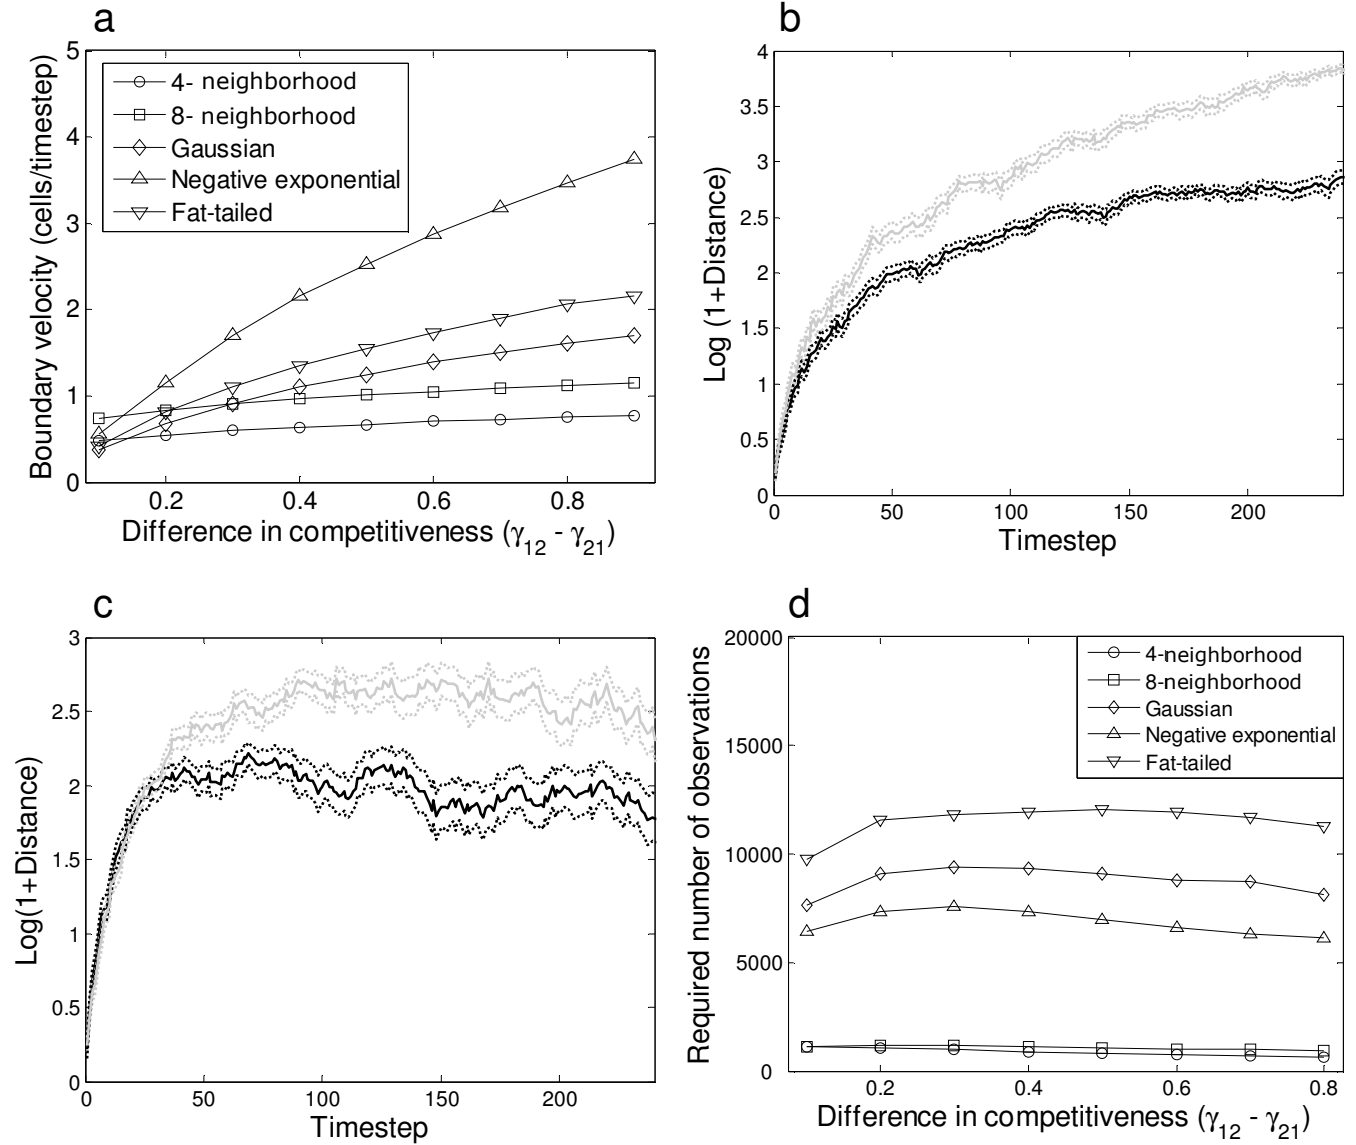 a
Boundary velocity (cells/timestep)
5
4
3
2
1
0
4- neighborhood
8- neighborhood
Gaussian
Negative exponential
Fat-tailed
0.2
0.4
0.6
0.8
Difference in competitiveness (γ12 - γ21)
b
Log (1+Distance)
4
3.5
3
2.5
2
1.5
1
0.5
0
0
50
100
150
200
Timestep
c
Log(1+Distance)
3
2.5
2
1.5
1
0.5
0
0
50
100
150
200
Timestep
d
Required number of observations
20000
15000
10000
5000
0
4-neighborhood
8-neighborhood
Gaussian
Negative exponential
Fat-tailed
0.2
0.4
0.6
0.8
Difference in competitiveness (γ12 - γ21)